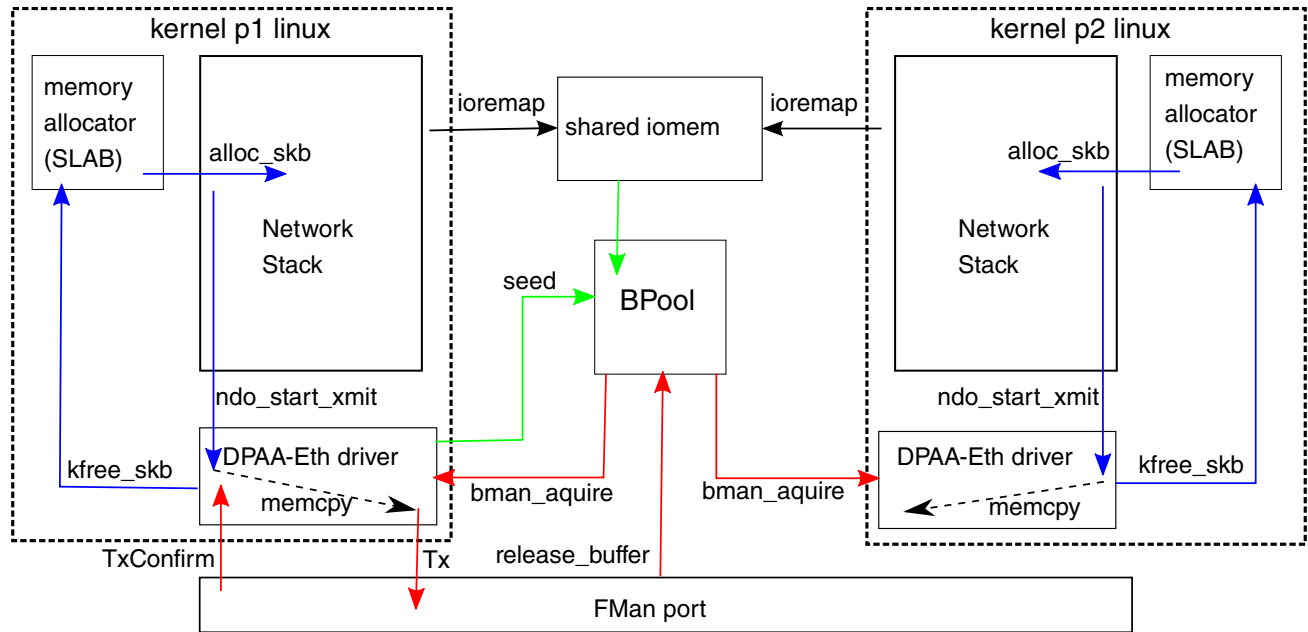 kernel p1 linux
memory
allocator
(SLAB)
alloc_skb
Network
Stack
ndo_start_xmit
DPAA-Eth driver
memcpy
kfree_skb
TxConfirm
Tx
ioremap
shared iomem
ioremap
seed
BPool
bman_aquire
bman_aquire
release_buffer
FMan port
kernel p2 linux
memory
allocator
(SLAB)
alloc_skb
Network
Stack
ndo_start_xmit
DPAA-Eth driver
memcpy
kfree_skb